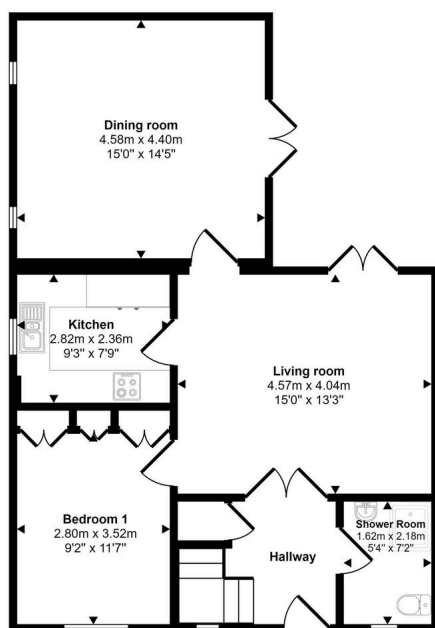 Dining room
4.58m x 4.40m
15'0" x 14'5"
Kitchen
2.82m x 2.36m
9'3" x 7'9"
Living room
4.57m x 4.04m
15'0" x 13'3"
Bedroom 1
2.80m x 3.52m
9'2" x 11'7"
Hallway
Shower Room
1.62m x 2.18m
5'4" x 7'2"